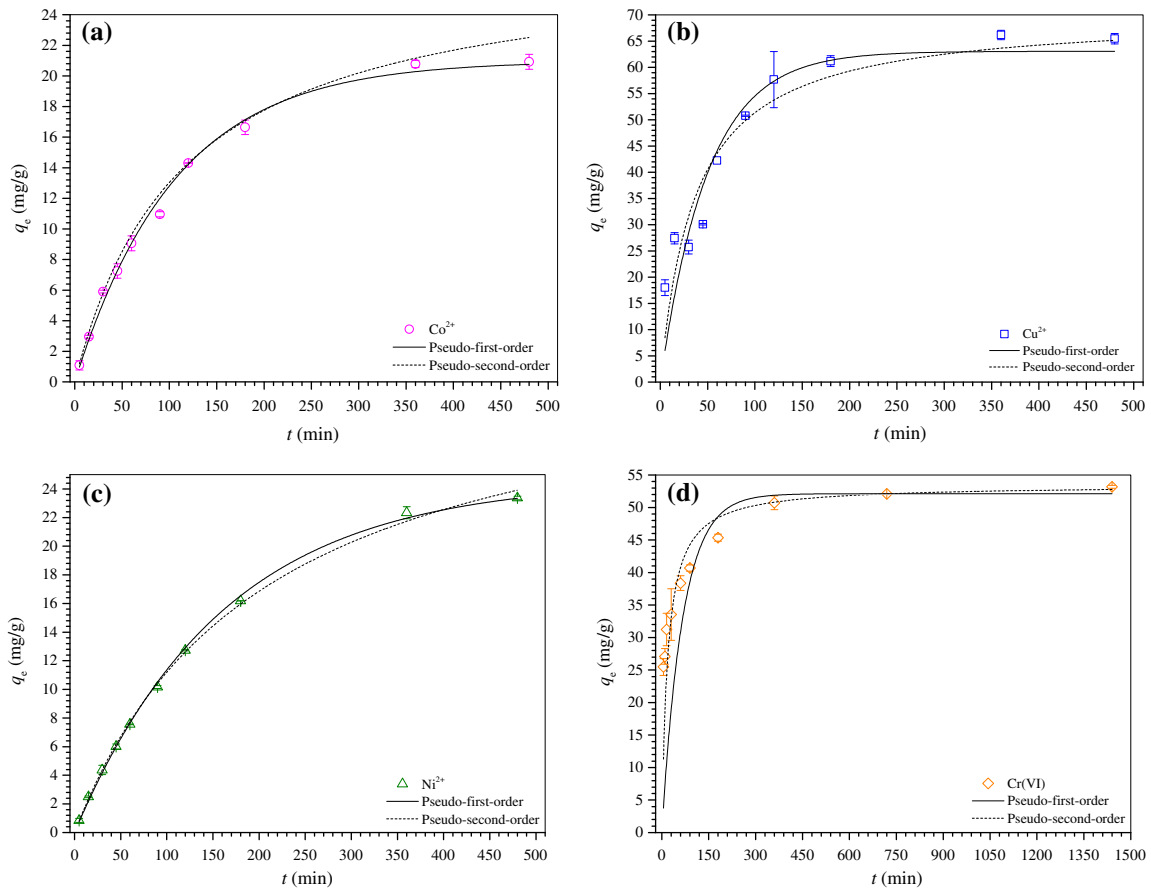 (a)
24
22
20
18
16
14
12
10
8
6
4
2
0
qe (mg/g)
Co²⁺
Pseudo-first-order
Pseudo-second-order
0 50 100 150 200 250 300 350 400 450 500
t (min)
(b)
70
65
60
55
50
45
40
35
30
25
20
15
10
5
0
qe (mg/g)
Cu²⁺
Pseudo-first-order
Pseudo-second-order
0 50 100 150 200 250 300 350 400 450 500
t (min)
(c)
24
22
20
18
16
14
12
10
8
6
4
2
0
qe (mg/g)
Ni²⁺
Pseudo-first-order
Pseudo-second-order
0 50 100 150 200 250 300 350 400 450 500
t (min)
(d)
55
50
45
40
35
30
25
20
15
10
5
0
qe (mg/g)
Cr(VI)
Pseudo-first-order
Pseudo-second-order
0 150 300 450 600 750 900 1050 1200 1350 1500
t (min)